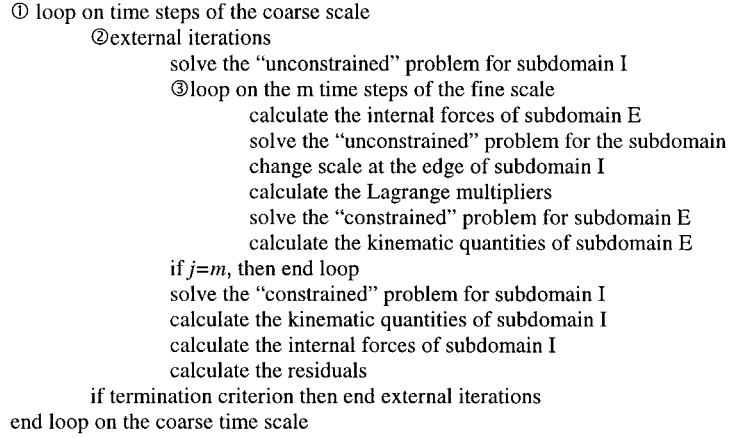 ① loop on time steps of the coarse scale
②external iterations
solve the “unconstrained” problem for subdomain I
③loop on the m time steps of the fine scale
calculate the internal forces of subdomain E
solve the “unconstrained” problem for the subdomain
change scale at the edge of subdomain I
calculate the Lagrange multipliers
solve the “constrained” problem for subdomain E
calculate the kinematic quantities of subdomain E
if j=m, then end loop
solve the “constrained” problem for subdomain I
calculate the kinematic quantities of subdomain I
calculate the internal forces of subdomain I
calculate the residuals
if termination criterion then end external iterations
end loop on the coarse time scale